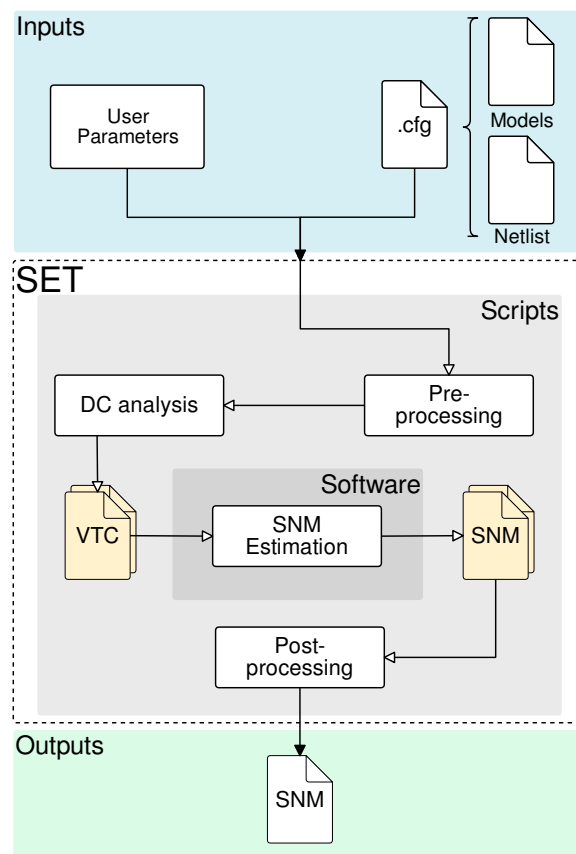 Inputs
User
Parameters
.cfg
Models
Netlist
SET
Scripts
DC analysis
Pre-
processing
Software
VTC
SNM
Estimation
SNM
Post-
processing
Outputs
SNM